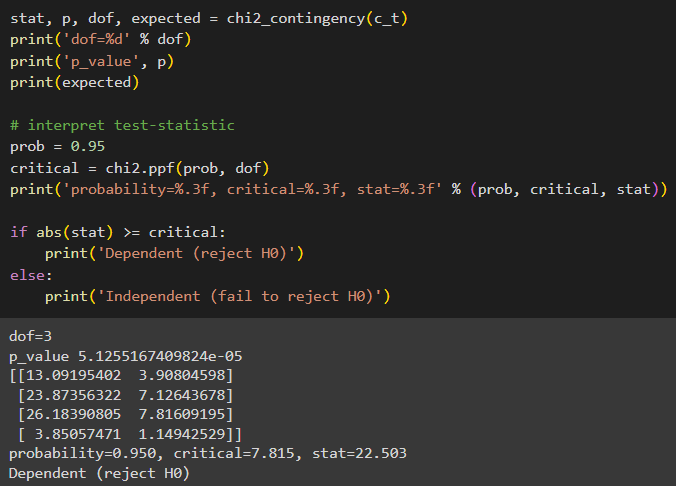 stat, p, dof, expected = chi2_contingency(c_t)
print('dof=%d' % dof)
print('p_value', p)
print(expected)

# interpret test-statistic
prob = 0.95
critical = chi2.ppf(prob, dof)
print('probability=%.3f, critical=%.3f, stat=%.3f' % (prob, critical, stat))

if abs(stat) >= critical:
    print('Dependent (reject H0)')
else:
    print('Independent (fail to reject H0)')

dof=3
p_value 5.1255167409824e-05
[[13.09195402  3.90804598]
 [23.87356322  7.12643678]
 [26.18390805  7.81609195]
 [ 3.85057471  1.14942529]]
probability=0.950, critical=7.815, stat=22.503
Dependent (reject H0)